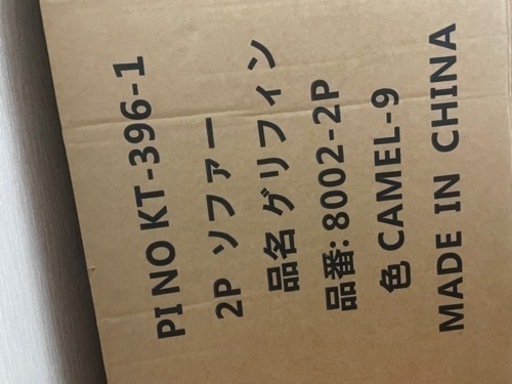 PI NO KT-396-1
2P ソファー
品名 グリフィン
品番: 8002-2P
色 CAMEL-9
MADE IN CHINA